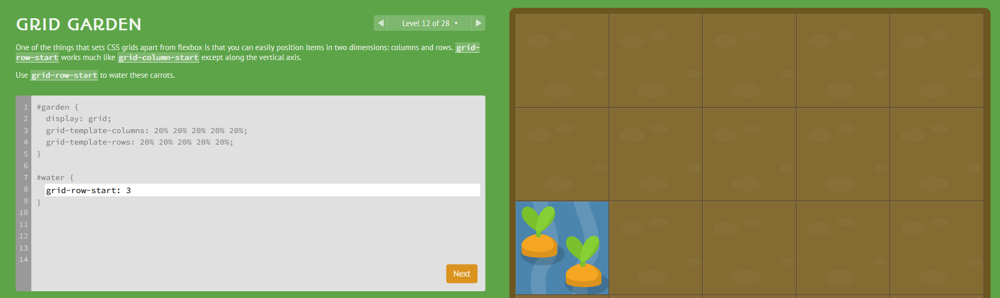 GRID GARDEN
◀ Level 12 of 28 ▾ ▶
One of the things that sets CSS grids apart from flexbox is that you can easily position items in two dimensions: columns and rows. grid-
row-start works much like grid-column-start except along the vertical axis.
Use grid-row-start to water these carrots.
1 #garden {
2 display: grid;
3 grid-template-columns: 20% 20% 20% 20% 20%;
4 grid-template-rows: 20% 20% 20% 20% 20%;
5 }
6
7 #water {
8 grid-row-start: 3
9 }
10
11
12
13
14
Next